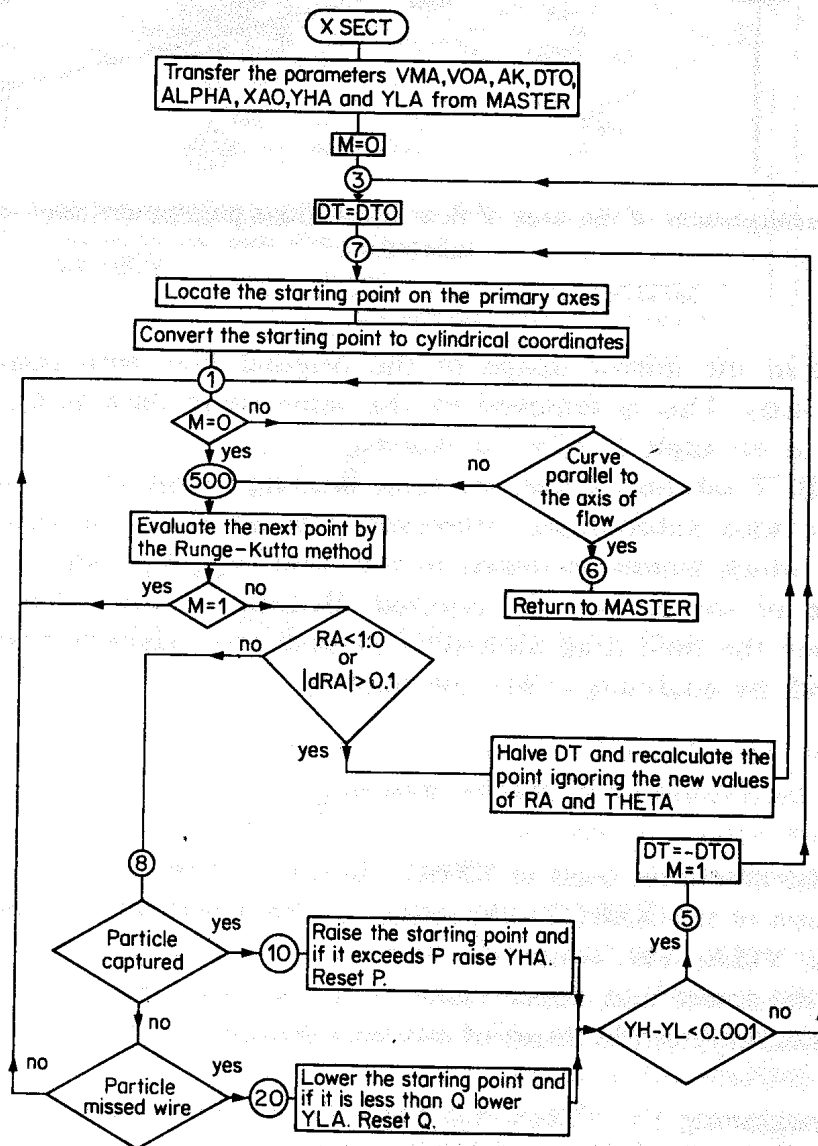 X SECT
Transfer the parameters VMA, VOA, AK, DTO,
ALPHA, XAO, YHA and YLA from MASTER
M=0
3
DT=DTO
7
Locate the starting point on the primary axes
Convert the starting point to cylindrical coordinates
1
M=0
no
yes
500
no
Curve
parallel to
the axis of
flow
yes
6
Return to MASTER
Evaluate the next point by
the Runge-Kutta method
yes
M=1
no
RA<1.0
or
|dRA|>0.1
no
yes
Halve DT and recalculate the
point ignoring the new values
of RA and THETA
8
DT=-DTO
M=1
5
yes
Particle
captured
yes
10
Raise the starting point and
if it exceeds P raise YHA.
Reset P.
no
YH-YL<0.001
no
no
Particle
missed wire
yes
20
Lower the starting point and
if it is less than Q lower
YLA. Reset Q.